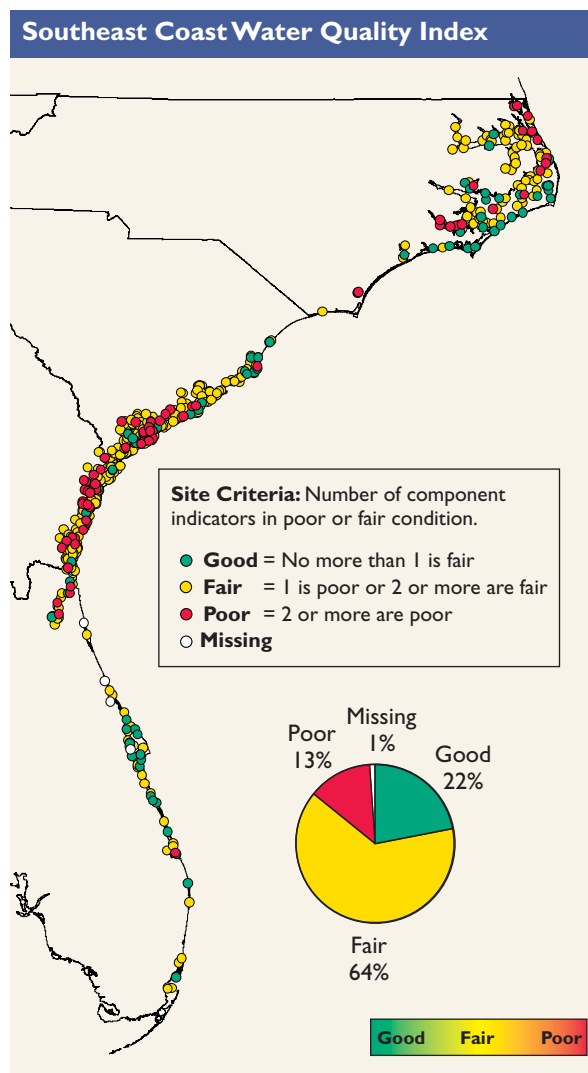 Southeast Coast Water Quality Index
Site Criteria: Number of component
indicators in poor or fair condition.
Good = No more than 1 is fair
Fair = 1 is poor or 2 or more are fair
Poor = 2 or more are poor
Missing
Missing
1%
Poor
13%
Good
22%
Fair
64%
Good Fair Poor